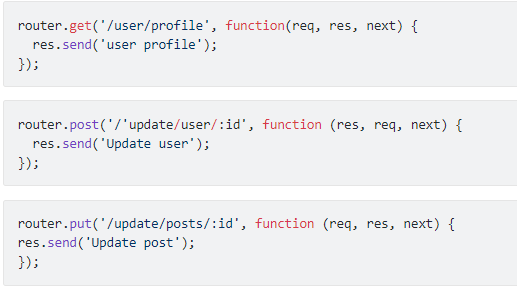 router.get('/user/profile', function(req, res, next) {
  res.send('user profile');
});
router.post('/'update/user/:id', function (res, req, next) {
  res.send('Update user');
});
router.put('/update/posts/:id', function (req, res, next) {
res.send('Update post');
});